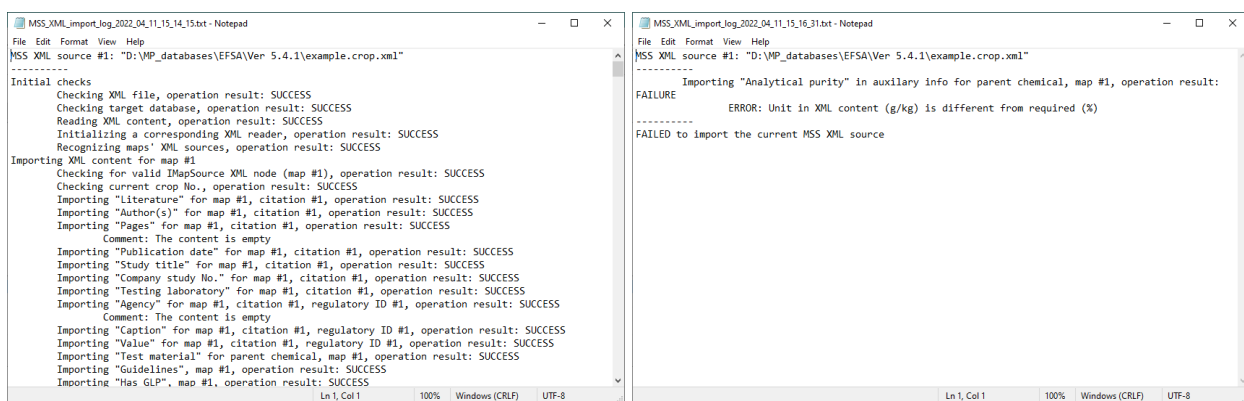 MSS_XML_import_log_2022_04_11_15_14_15.txt - Notepad
File Edit Format View Help
MSS XML source #1: "D:\MP_databases\EFSA\Ver 5.4.1\example.crop.xml"
----------
Initial checks
Checking XML file, operation result: SUCCESS
Checking target database, operation result: SUCCESS
Reading XML content, operation result: SUCCESS
Initializing a corresponding XML reader, operation result: SUCCESS
Recognizing maps' XML sources, operation result: SUCCESS
Importing XML content for map #1
Checking for valid IMapSource XML node (map #1), operation result: SUCCESS
Checking current crop No., operation result: SUCCESS
Importing "Literature" for map #1, citation #1, operation result: SUCCESS
Importing "Author(s)" for map #1, citation #1, operation result: SUCCESS
Importing "Pages" for map #1, citation #1, operation result: SUCCESS
Comment: The content is empty
Importing "Publication date" for map #1, citation #1, operation result: SUCCESS
Importing "Study title" for map #1, citation #1, operation result: SUCCESS
Importing "Company study No." for map #1, citation #1, operation result: SUCCESS
Importing "Testing laboratory" for map #1, citation #1, operation result: SUCCESS
Importing "Agency" for map #1, citation #1, regulatory ID #1, operation result: SUCCESS
Comment: The content is empty
Importing "Caption" for map #1, citation #1, regulatory ID #1, operation result: SUCCESS
Importing "Value" for map #1, citation #1, regulatory ID #1, operation result: SUCCESS
Importing "Test material" for parent chemical, map #1, operation result: SUCCESS
Importing "Guidelines", map #1, operation result: SUCCESS
Importing "Has GLP", map #1, operation result: SUCCESS
Ln 1, Col 1 100% Windows (CRLF) UTF-8
MSS_XML_import_log_2022_04_11_15_16_31.txt - Notepad
File Edit Format View Help
MSS XML source #1: "D:\MP_databases\EFSA\Ver 5.4.1\example.crop.xml"
----------
Importing "Analytical purity" in auxilary info for parent chemical, map #1, operation result:
FAILURE
ERROR: Unit in XML content (g/kg) is different from required (%)
----------
FAILED to import the current MSS XML source
Ln 1, Col 1 100% Windows (CRLF) UTF-8